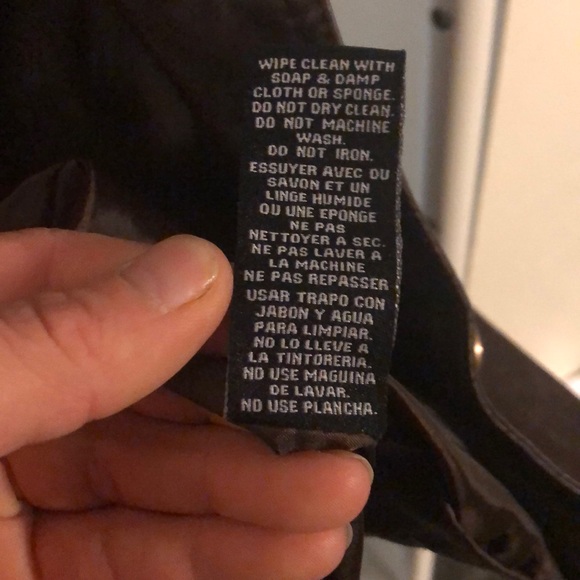 WIPE CLEAN WITH
SOAP & DAMP
CLOTH OR SPONGE.
DO NOT DRY CLEAN.
DO NOT MACHINE
WASH.
DO NOT IRON.
ESSUYER AVEC DU
SAVON ET UN
LINGE HUMIDE
OU UNE EPONGE
NE PAS
NETTOYER A SEC.
NE PAS LAVER A
LA MACHINE
NE PAS REPASSER
USAR TRAPO CON
JABON Y AGUA
PARA LIMPIAR.
NO LO LLEVE A
LA TINTORERIA.
NO USE MAGUINA
DE LAVAR.
NO USE PLANCHA.